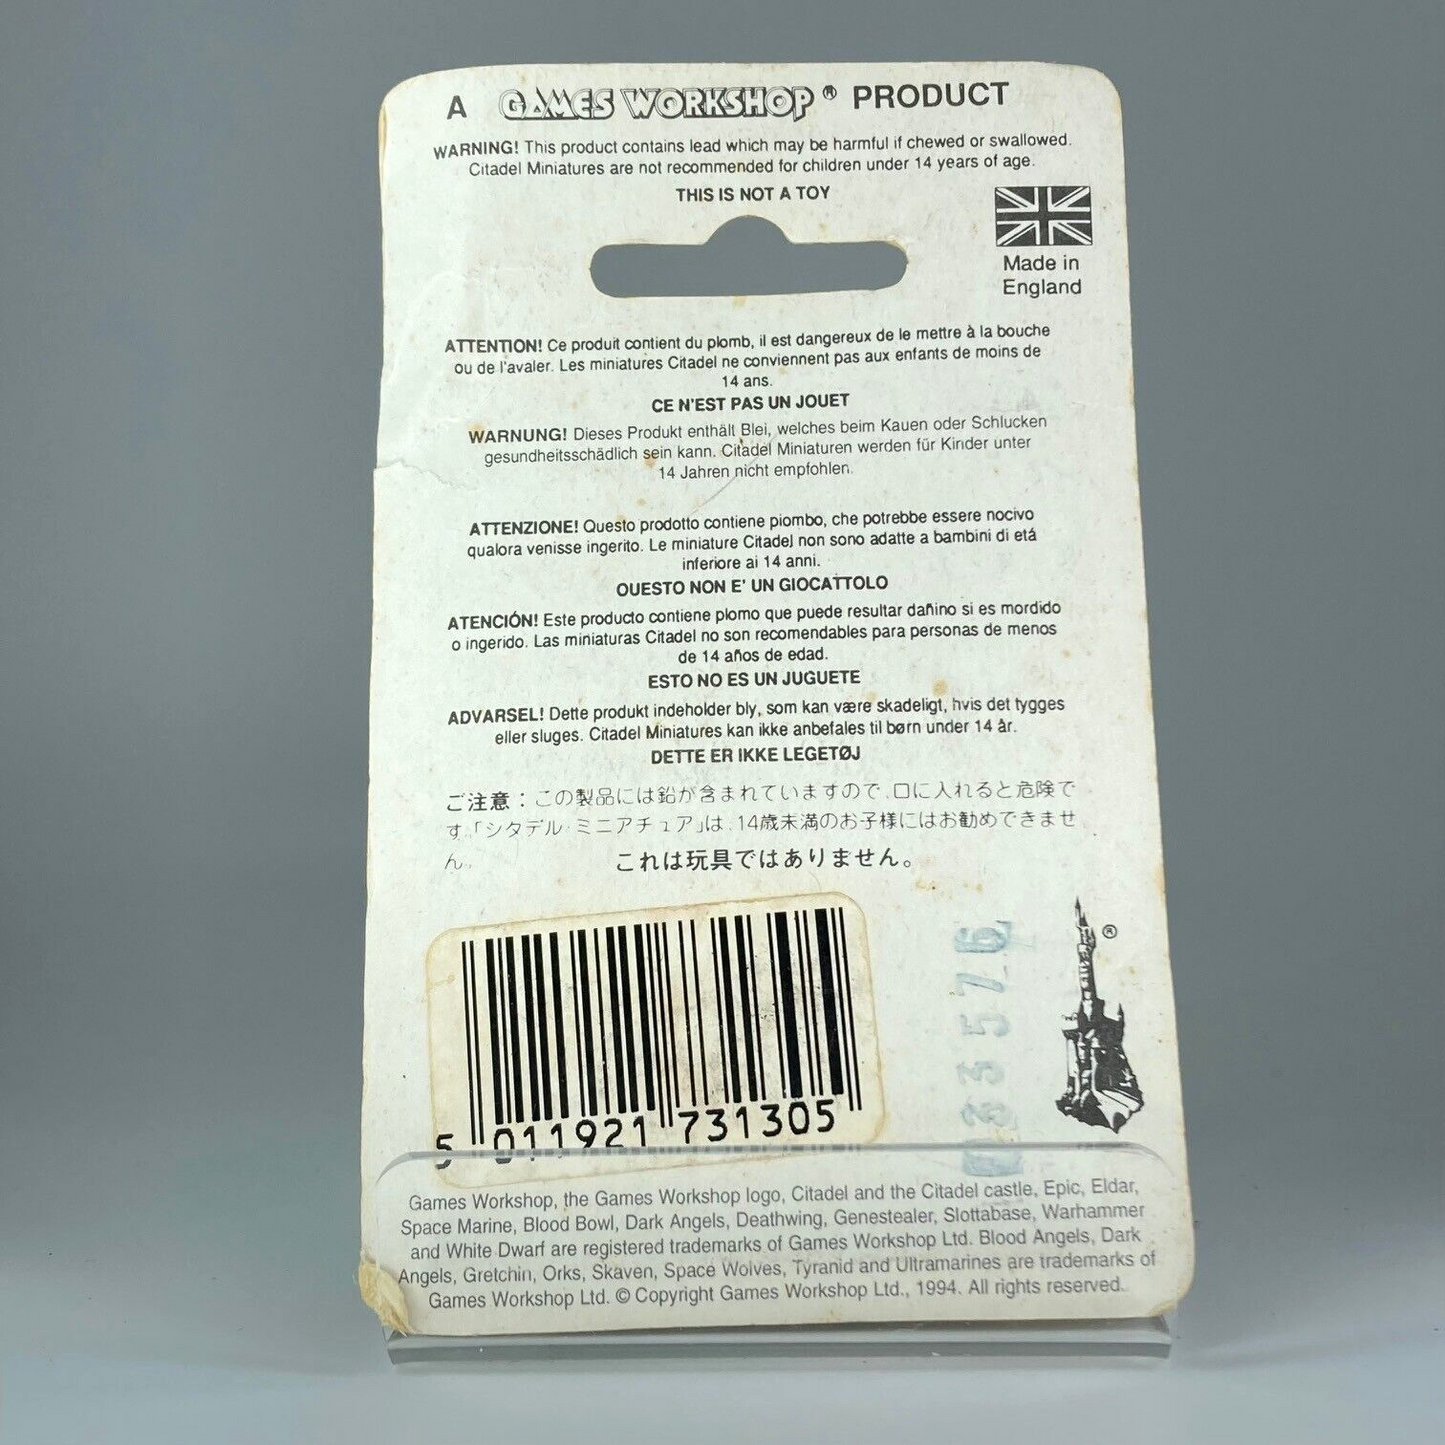 A GAMES WORKSHOP® PRODUCT
WARNING! This product contains lead which may be harmful if chewed or swallowed.
Citadel Miniatures are not recommended for children under 14 years of age.
THIS IS NOT A TOY
Made in
England
ATTENTION! Ce produit contient du plomb, il est dangereux de le mettre à la bouche
ou de l'avaler. Les miniatures Citadel ne conviennent pas aux enfants de moins de
14 ans.
CE N'EST PAS UN JOUET
WARNUNG! Dieses Produkt enthält Blei, welches beim Kauen oder Schlucken
gesundheitsschädlich sein kann. Citadel Miniaturen werden für Kinder unter
14 Jahren nicht empfohlen.
ATTENZIONE! Questo prodotto contiene piombo, che potrebbe essere nocivo
qualora venisse ingerito. Le miniature Citadel non sono adatte a bambini di etá
inferiore ai 14 anni.
QUESTO NON E' UN GIOCATTOLO
ATENCIÓN! Este producto contiene plomo que puede resultar dañino si es mordido
o ingerido. Las miniaturas Citadel no son recomendables para personas de menos
de 14 años de edad.
ESTO NO ES UN JUGUETE
ADVARSEL! Dette produkt indeholder bly, som kan være skadeligt, hvis det tygges
eller sluges. Citadel Miniatures kan ikke anbefales til børn under 14 år.
DETTE ER IKKE LEGETØJ
ご注意：この製品には鉛が含まれていますので、口に入れると危険で
す。「シタデル・ミニアチュア」は、14歳未満のお子様にはお勧めできませ
ん。 これは玩具ではありません。
®
33576
5 011921 731305
Games Workshop, the Games Workshop logo, Citadel and the Citadel castle, Epic, Eldar,
Space Marine, Blood Bowl, Dark Angels, Deathwing, Genestealer, Slottabase, Warhammer
and White Dwarf are registered trademarks of Games Workshop Ltd. Blood Angels, Dark
Angels, Gretchin, Orks, Skaven, Space Wolves, Tyranid and Ultramarines are trademarks of
Games Workshop Ltd. © Copyright Games Workshop Ltd., 1994. All rights reserved.